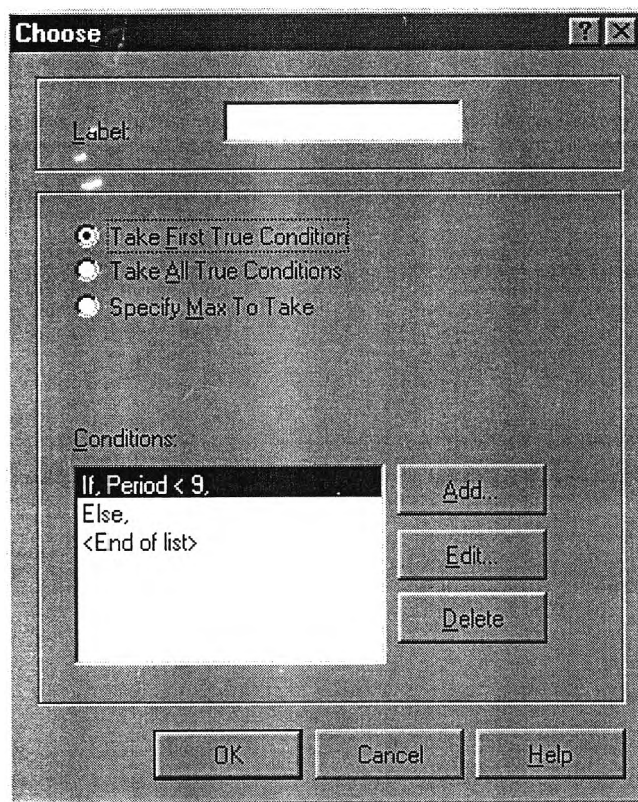 Choose
Label:
Take First True Condition
Take All True Conditions
Specify Max To Take
Conditions:
If, Period < 9,
Else,
<End of list>
Add...
Edit...
Delete
OK
Cancel
Help